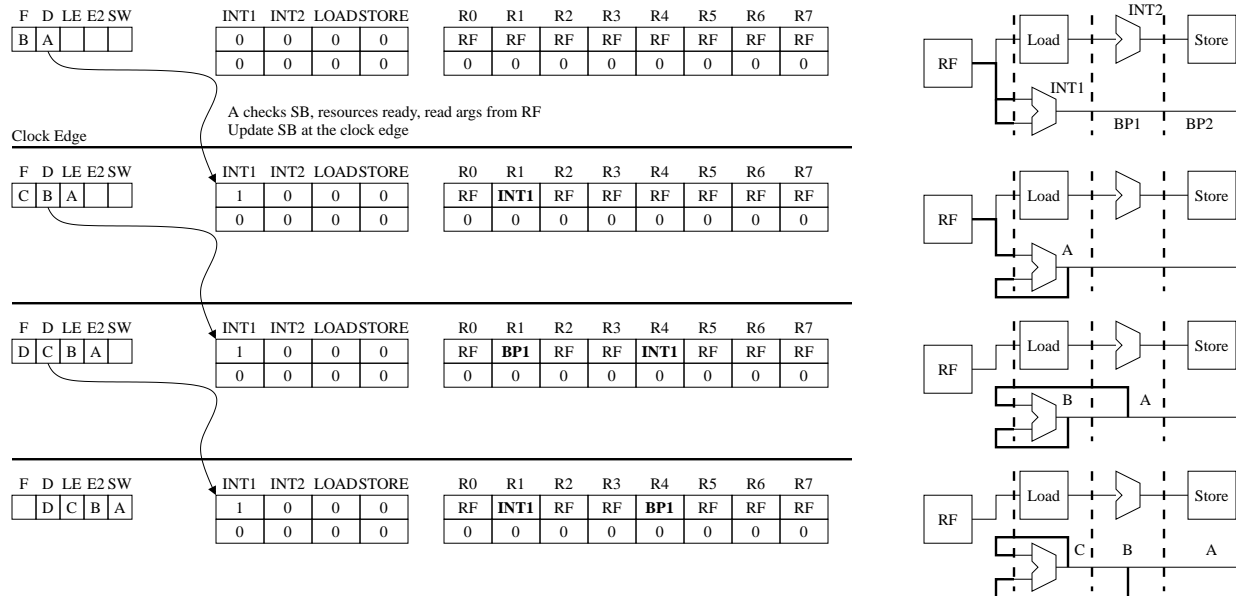 F D LE E2 SW INT1 INT2 LOAD STORE R0 R1 R2 R3 R4 R5 R6 R7
B A 0 0 0 0 RF RF RF RF RF RF RF RF
0 0 0 0 0 0 0 0 0 0 0 0
INT2
Load Store
RF
INT1
BP1 BP2
A checks SB, resources ready, read args from RF
Update SB at the clock edge
Clock Edge
F D LE E2 SW INT1 INT2 LOAD STORE R0 R1 R2 R3 R4 R5 R6 R7
C B A 1 0 0 0 RF INT1 RF RF RF RF RF RF
0 0 0 0 0 0 0 0 0 0 0 0
Load Store
RF
A
F D LE E2 SW INT1 INT2 LOAD STORE R0 R1 R2 R3 R4 R5 R6 R7
D C B A 1 0 0 0 RF BP1 RF RF INT1 RF RF RF
0 0 0 0 0 0 0 0 0 0 0 0
Load Store
RF
B A
F D LE E2 SW INT1 INT2 LOAD STORE R0 R1 R2 R3 R4 R5 R6 R7
D C B A 1 0 0 0 RF INT1 RF RF BP1 RF RF RF
0 0 0 0 0 0 0 0 0 0 0 0
Load Store
RF
C B A